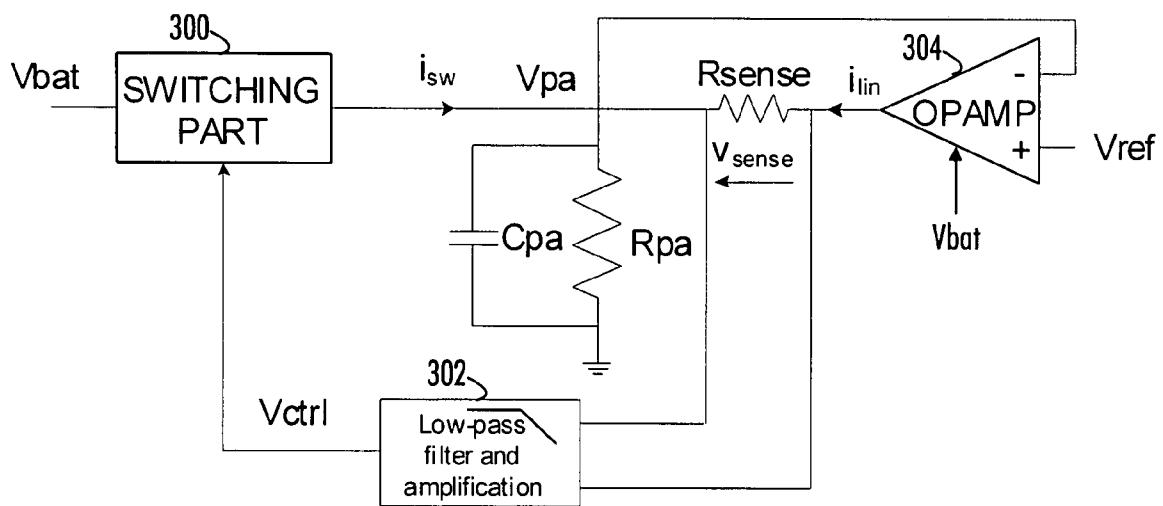 300
304
Vbat
SWITCHING
PART
isw
Vpa
Rsense
ilin
-
OPAMP
+
Vref
vsense
Vbat
Cpa
Rpa
302
Vctrl
Low-pass
filter and
amplification